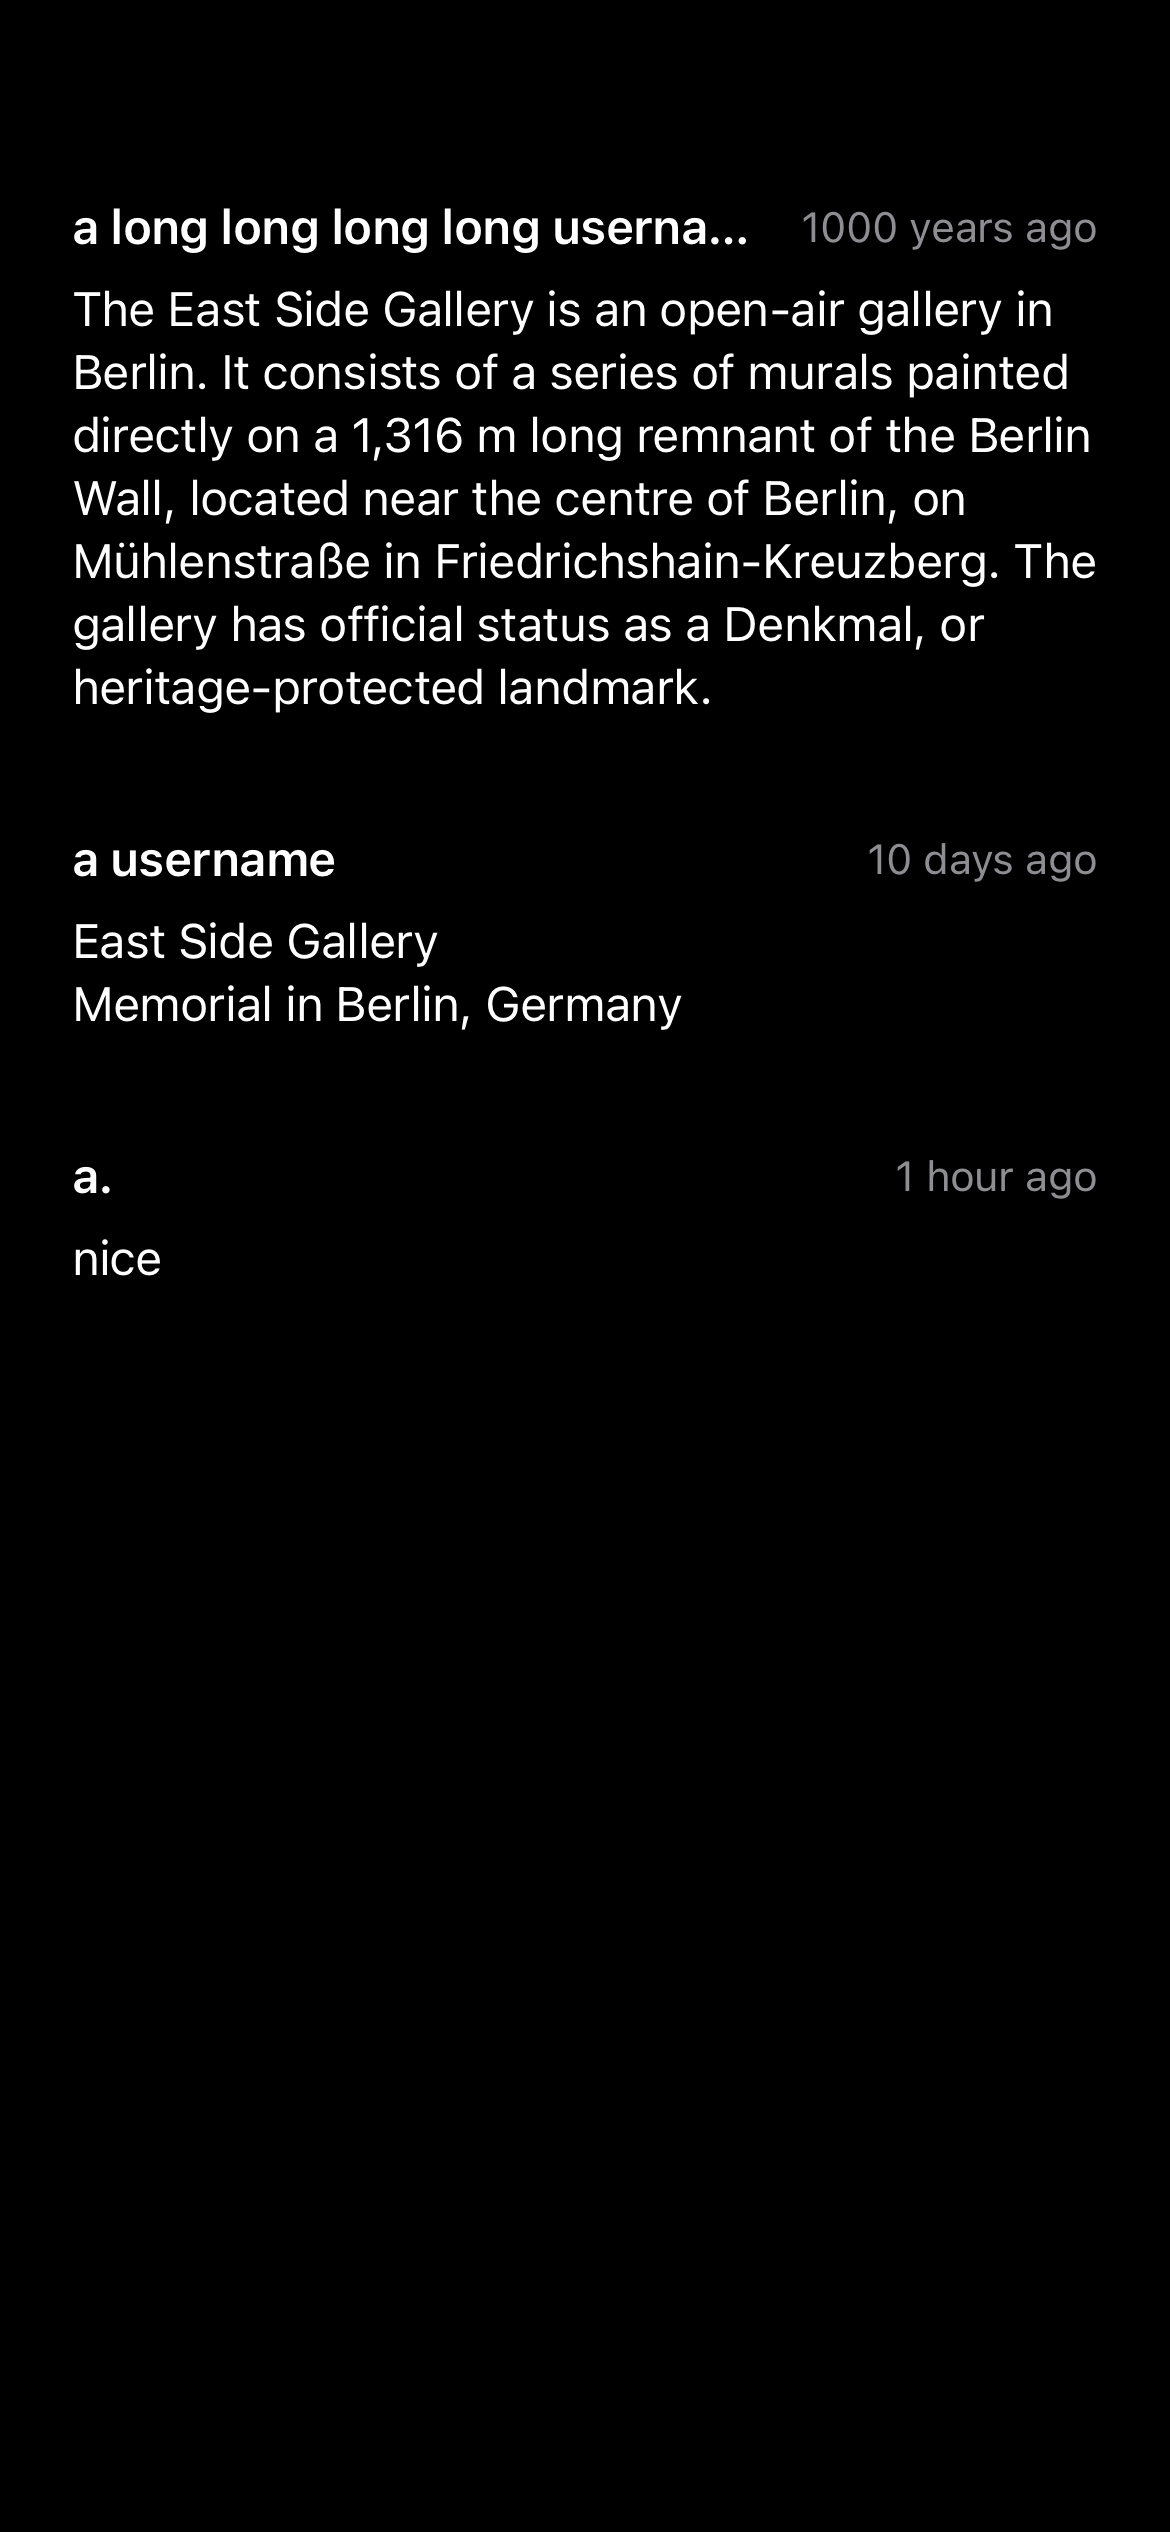 a long long long long userna...
1000 years ago
The East Side Gallery is an open-air gallery in
Berlin. It consists of a series of murals painted
directly on a 1,316 m long remnant of the Berlin
Wall, located near the centre of Berlin, on
Mühlenstraße in Friedrichshain-Kreuzberg. The
gallery has official status as a Denkmal, or
heritage-protected landmark.
a username
10 days ago
East Side Gallery
Memorial in Berlin, Germany
a.
1 hour ago
nice